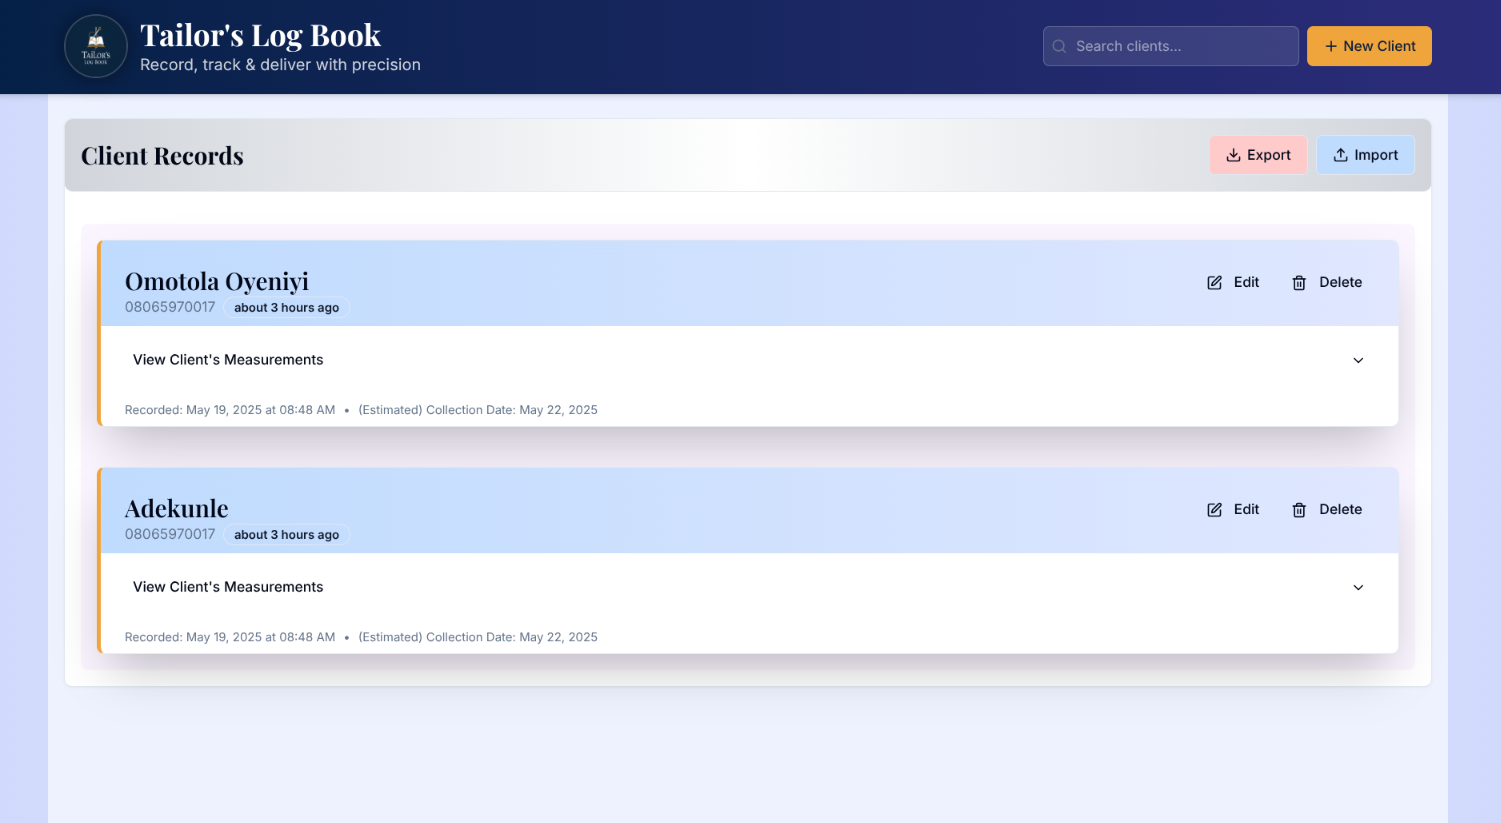 TAILOR'S
LOG BOOK
Tailor's Log Book
Record, track & deliver with precision
Search clients...
New Client
Client Records
Export
Import
Omotola Oyeniyi
Edit
Delete
08065970017
about 3 hours ago
View Client's Measurements
Recorded: May 19, 2025 at 08:48 AM • (Estimated) Collection Date: May 22, 2025
Adekunle
Edit
Delete
08065970017
about 3 hours ago
View Client's Measurements
Recorded: May 19, 2025 at 08:48 AM • (Estimated) Collection Date: May 22, 2025